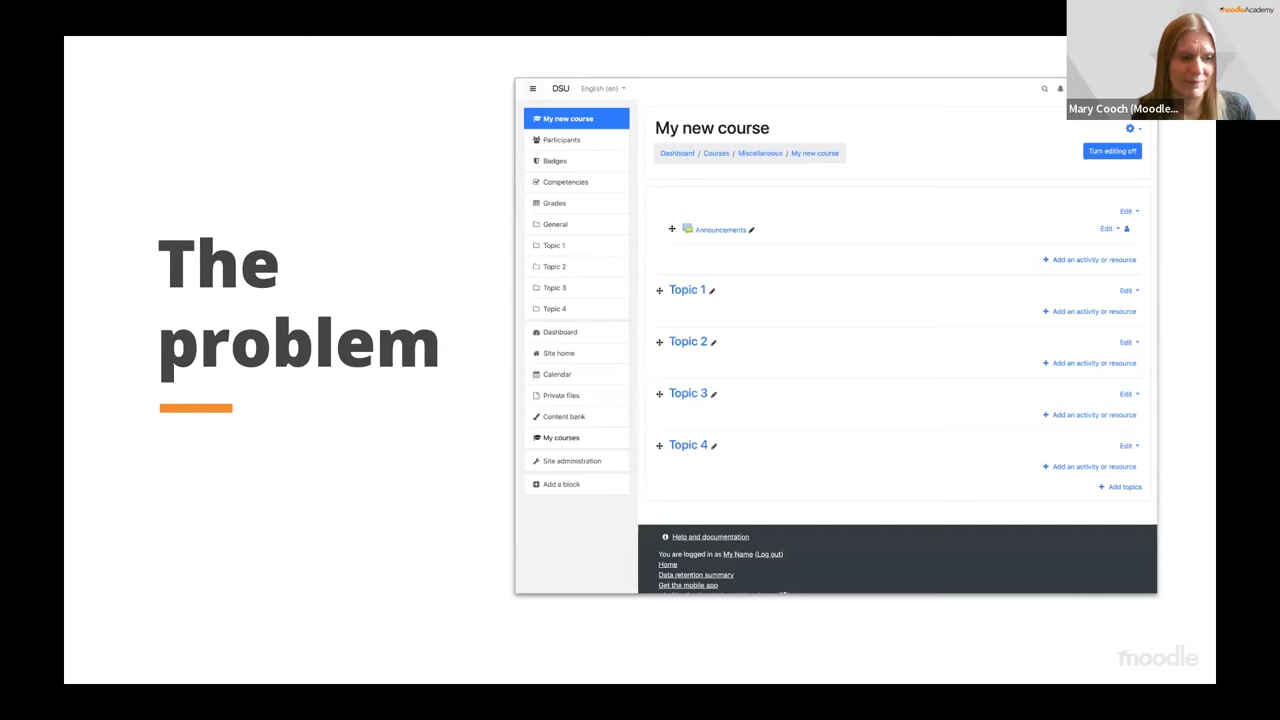 moodleAcademy
Mary Cooch (Moodle...
The
problem
DSU English (en)
My new course
Participants
Badges
Competencies
Grades
General
Topic 1
Topic 2
Topic 3
Topic 4
Dashboard
Site home
Calendar
Private files
Content bank
My courses
Site administration
Add a block
My new course
Dashboard / Courses / Miscellaneous / My new course
Turn editing off
Edit
Announcements
Edit
+ Add an activity or resource
Topic 1
Edit
+ Add an activity or resource
Topic 2
Edit
+ Add an activity or resource
Topic 3
Edit
+ Add an activity or resource
Topic 4
Edit
+ Add an activity or resource
+ Add topics
Help and documentation
You are logged in as My Name (Log out)
Home
Data retention summary
Get the mobile app
moodle